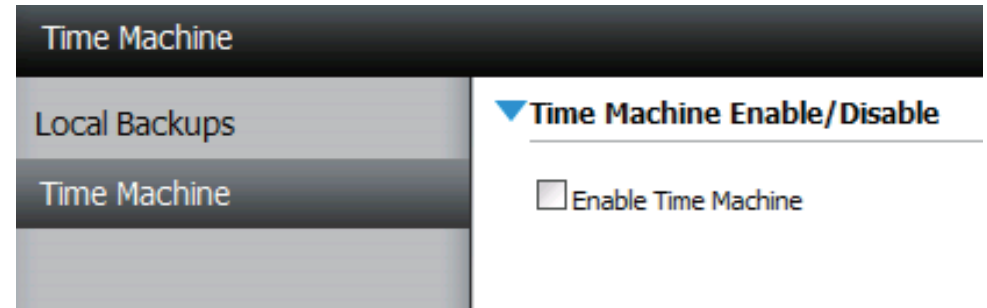 Time Machine
Local Backups
Time Machine
Time Machine Enable/Disable
Enable Time Machine